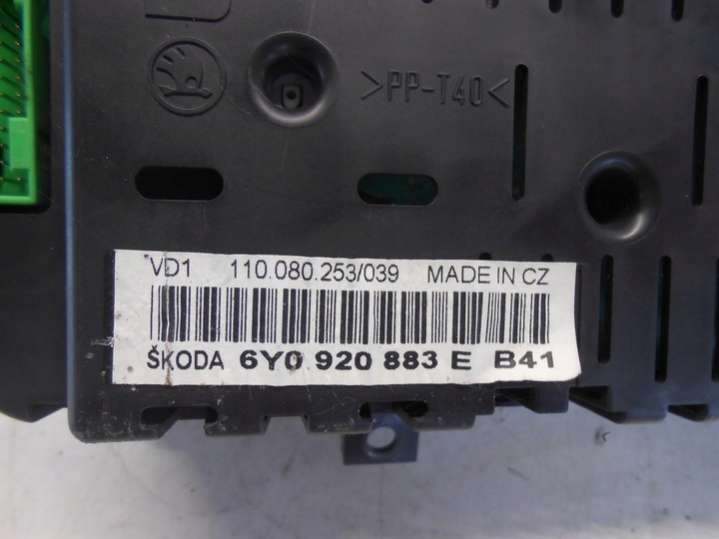 >PP-T40<
VD1 110.080.253/039 MADE IN CZ
ŠKODA 6Y0 920 883 E B41